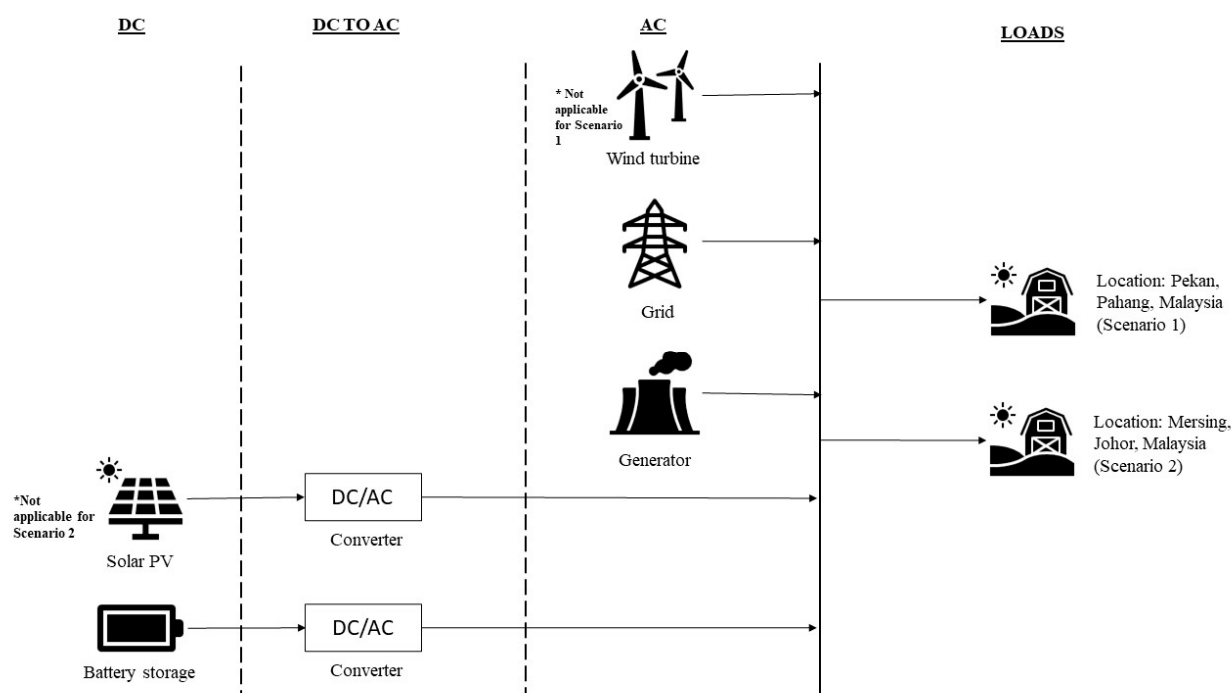 DC
DC TO AC
AC
LOADS
* Not
applicable
for Scenario
1
Wind turbine
Grid
Location: Pekan,
Pahang, Malaysia
(Scenario 1)
Generator
Location: Mersing,
Johor, Malaysia
(Scenario 2)
*Not
applicable for
Scenario 2
Solar PV
DC/AC
Converter
Battery storage
DC/AC
Converter